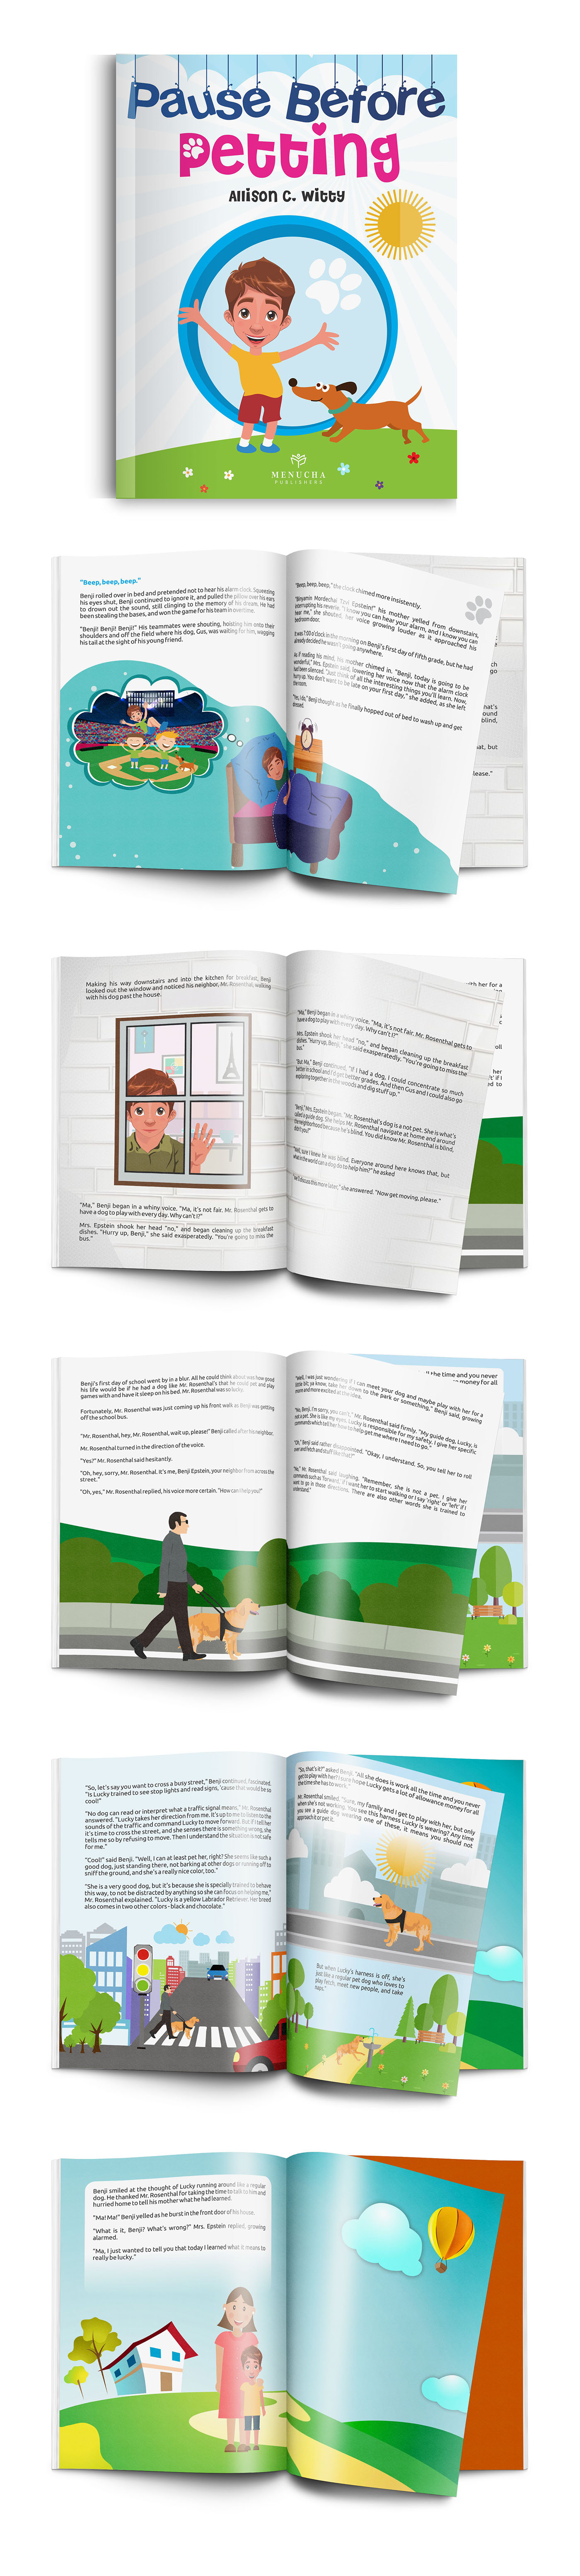 Pause Before
Petting
Allison C. Witty
MENUCHA
PUBLISHERS
"Beep, beep, beep."
Benji rolled over in bed and pretended not to hear his alarm clock. Squeezing
his eyes shut, Benji continued to ignore it, and pulled the pillow over his ears
to drown out the sound, still clinging to the memory of his dream. He had
been stealing the bases, and won the game for his team in overtime.
"Benji! Benji! Benji!" His teammates were shouting, hoisting him onto their
shoulders and off the field where his dog, Gus, was waiting for him, wagging
his tail at the sight of his young friend.
"Beep, beep, beep," the clock chimed more insistently.
"Binyamin Mordechai Epstein!" his mother yelled from downstairs,
interrupting his reverie. "I know you can hear your alarm, and I know you can
hear me," she shouted, her voice growing louder as it approached his
bedroom door.
It was 7:00 o'clock in the morning on Benji's first day of fifth grade, but he had
already decided he wasn't going anywhere.
As if reading his mind, his mother chimed in. "Benji, today is going to be
wonderful," Mrs. Epstein said, lowering her voice now that the alarm clock
had been silenced. "Just think of all the interesting things you'll learn. Now,
hurry up. You don't want to be late on your first day," she added, as she left
the room.
"Yes, I do," Benji thought as he finally hopped out of bed to wash up and get
dressed.
Making his way downstairs and into the kitchen for breakfast, Benji
looked out the window and noticed his neighbor, Mr. Rosenthal, walking
with his dog past the house.
"Ma," Benji began in a whiny voice. "Ma, it's not fair. Mr. Rosenthal gets to
have a dog to play with every day. Why can't I?"
Mrs. Epstein shook her head "no," and began cleaning up the breakfast
dishes. "Hurry up, Benji," she said exasperatedly. "You're going to miss the
bus."
"Ma," Benji began in a whiny voice. "Ma, it's not fair. Mr. Rosenthal gets to
have a dog to play with every day. Why can't I?"
Mrs. Epstein shook her head "no," and began cleaning up the breakfast
dishes. "Hurry up, Benji," she said exasperatedly. "You're going to miss the
bus."
"But Ma," Benji continued. "If I had a dog, I could concentrate so much
better in school and I'd get better grades. And then Gus and I could also go
exploring together in the woods and dig stuff up."
"Benji," Mrs. Epstein began. "Mr. Rosenthal's dog is a not pet. She is what's
called a guide dog. She helps Mr. Rosenthal navigate at home and around
the neighborhood because he's blind. You did know Mr. Rosenthal is blind,
didn't you?"
"Well, sure I knew he was blind. Everyone around here knows that, but
what in the world can a dog do to help him?" he asked.
"We'll discuss this more later," she answered. "Now get moving, please."
Benji's first day of school went by in a blur. All he could think about was how good
his life would be if he had a dog like Mr. Rosenthal's that he could pet and play
games with and have it sleep on his bed. Mr. Rosenthal was so lucky.
Fortunately, Mr. Rosenthal was just coming up his front walk as Benji was getting
off the school bus.
"Mr. Rosenthal, hey, Mr. Rosenthal, wait up, please!" Benji called after his neighbor.
Mr. Rosenthal turned in the direction of the voice.
"Yes?" Mr. Rosenthal said hesitantly.
"Oh, hey, sorry, Mr. Rosenthal. It's me, Benji Epstein, your neighbor from across the
street."
"Oh, yes," Mr. Rosenthal replied, his voice more certain. "How can I help you?"
"Well, I was just wondering if I can meet your dog and maybe play with her for a
little bit; ya know, take her down to the park or something," Benji said, growing
more and more excited at the thought.
"No, Benji. I'm sorry, you can't," Mr. Rosenthal said firmly. "My guide dog, Lucky, is
not a pet. She is like my eyes. Lucky is responsible for my safety. I give her specific
commands which tell her how to help get me where I need to go."
"Oh," Benji said rather disappointed. "Okay, I understand. So, you tell her to roll
over and fetch and stuff like that?"
"No," Mr. Rosenthal said laughing. "Remember, she is not a pet. I give her
commands such as 'forward,' if I want her to start walking or I say 'right' or 'left' if I
want to go in those directions. There are also other words she is trained to
understand."
"So, let's say you want to cross a busy street," Benji continued, fascinated.
"Is Lucky trained to see stop lights and read signs, 'cause that would be so
cool!"
"No dog can read or interpret what a traffic signal means," Mr. Rosenthal
answered. "Lucky takes her direction from me. It's up to me to listen to the
sounds of the traffic and command Lucky to move forward. But if I tell her
it's time to cross the street, and she senses there is something wrong, she
tells me so by refusing to move. Then I understand the situation is not safe
for me."
"Cool!" said Benji. "Well, I can at least pet her, right? She seems like such a
good dog, just standing there, not barking at other dogs or running off to
sniff the ground, and she's a really nice color, too."
"She is a very good dog, but it's because she is specially trained to behave
this way, to not be distracted by anything so she can focus on helping me,"
Mr. Rosenthal explained. "Lucky is a yellow Labrador Retriever. Her breed
also comes in two other colors - black and chocolate."
"So, that's it?" asked Benji. "All she does is work all the time and you never
get to play with her? I sure hope Lucky gets a lot of allowance money for all
the time she has to work."
Mr. Rosenthal smiled. "Sure, my family and I get to play with her, but only
when she's not working. You see this harness Lucky is wearing? Any time
you see a guide dog wearing one of these, it means you should not
approach it or pet it.
But when Lucky's harness is off, she's
just like a regular pet dog who loves to
play fetch, meet new people, and take
naps."
Benji smiled at the thought of Lucky running around like a regular
dog. He thanked Mr. Rosenthal for taking the time to talk to him and
hurried home to tell his mother what he had learned.
"Ma! Ma!" Benji yelled as he burst in the front door of his house.
"What is it, Benji? What's wrong?" Mrs. Epstein replied, growing
alarmed.
"Ma, I just wanted to tell you that today I learned what it means to
really be lucky."